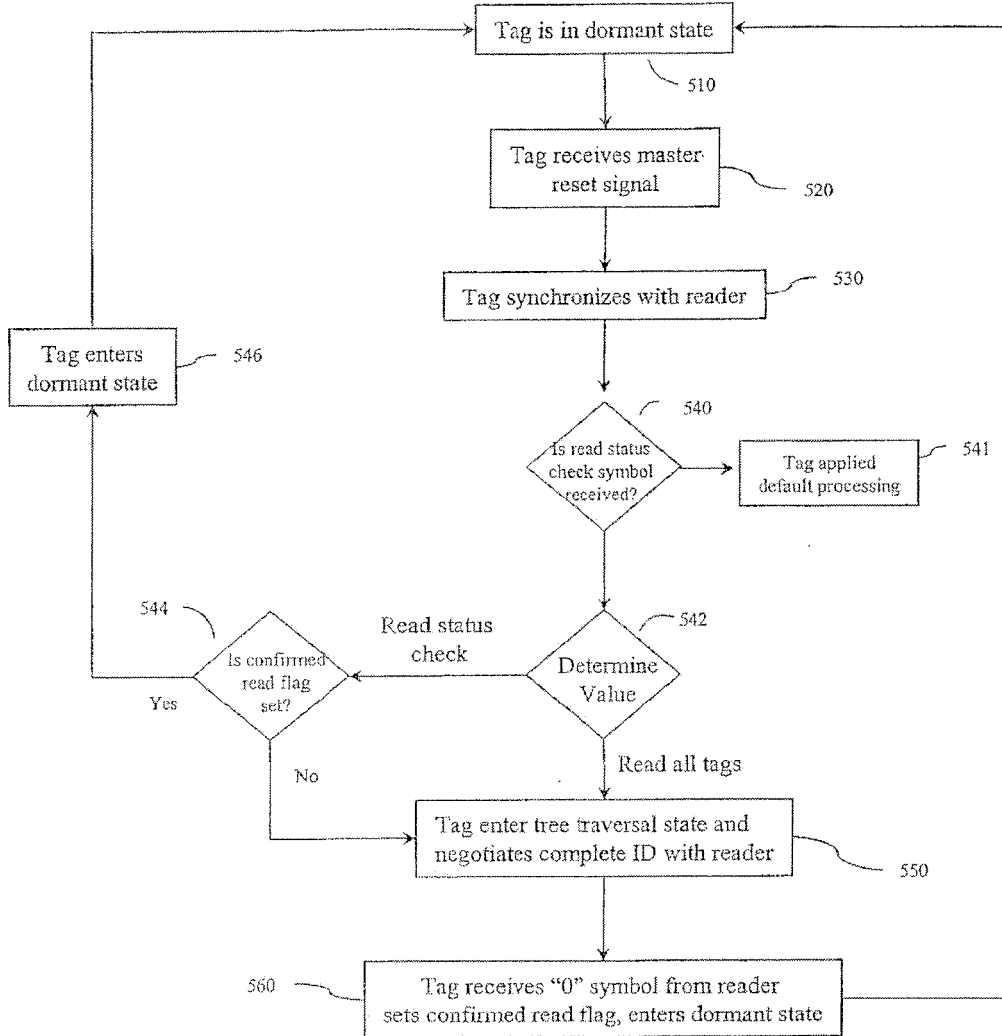 Tag is in dormant state
510
Tag receives master-
reset signal
520
530
Tag synchronizes with reader
Tag enters
dormant state
546
540
Is read status
check symbol
received?
541
Tag applied
default processing
544
Read status
check
542
Is confirmed
read flag
set?
Determine
Value
Yes
No
Read all tags
Tag enter tree traversal state and
negotiates complete ID with reader
550
560
Tag receives “0” symbol from reader
sets confirmed read flag, enters dormant state